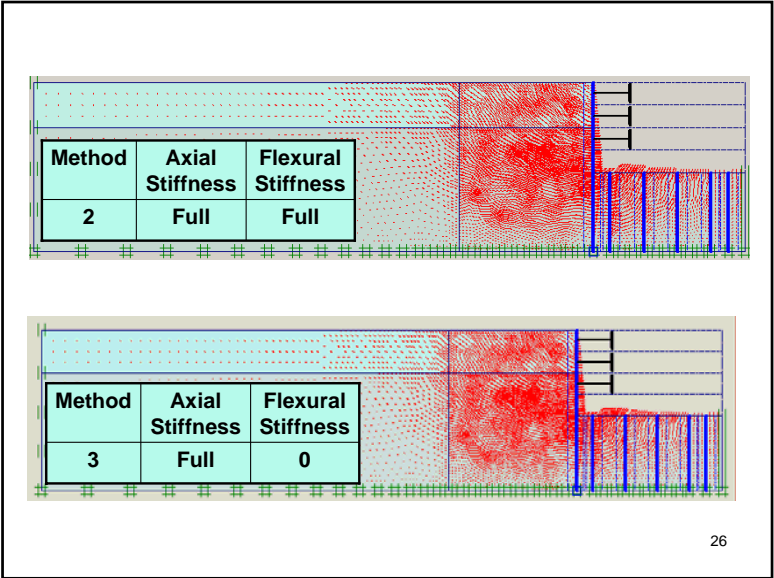 Method Axial Stiffness Flexural Stiffness
2 Full Full
Method Axial Stiffness Flexural Stiffness
3 Full 0
26